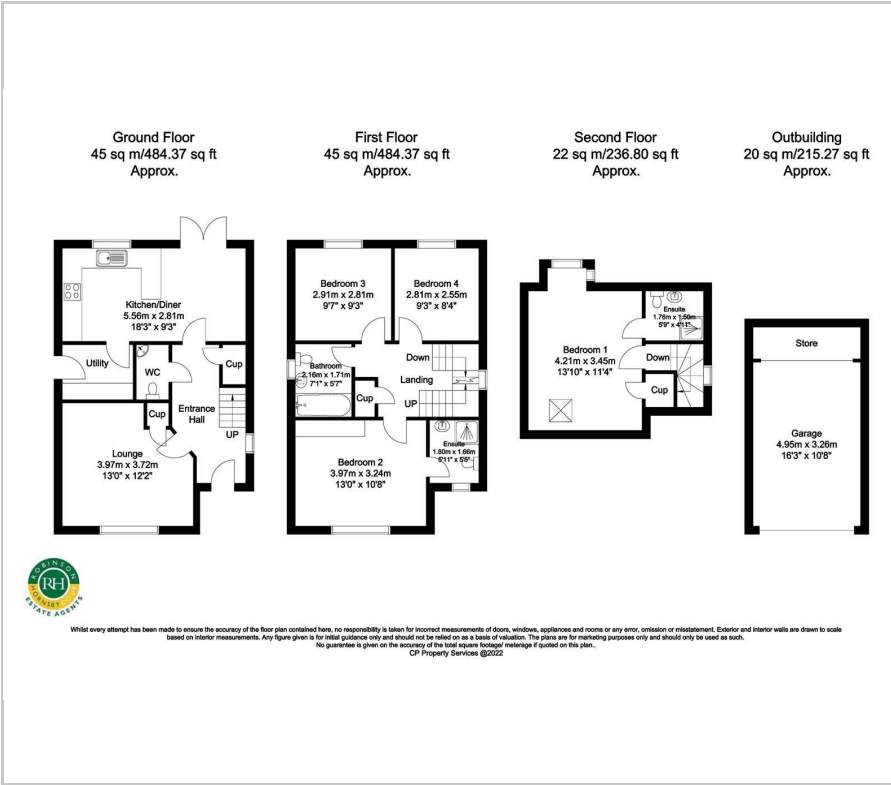 Ground Floor
45 sq m/484.37 sq ft
Approx.
Kitchen/Diner
5.56m x 2.81m
18'3" x 9'3"
Utility
WC
Cup
Cup
Entrance
Hall
UP
Lounge
3.97m x 3.72m
13'0" x 12'2"
First Floor
45 sq m/484.37 sq ft
Approx.
Bedroom 3
2.91m x 2.81m
9'7" x 9'3"
Bedroom 4
2.81m x 2.55m
9'3" x 8'4"
Bathroom
2.16m x 1.71m
7'1" x 5'7"
Down
Landing
UP
Cup
Bedroom 2
3.97m x 3.24m
13'0" x 10'8"
Ensuite
1.80m x 1.66m
5'11" x 5'5"
Second Floor
22 sq m/236.80 sq ft
Approx.
Bedroom 1
4.21m x 3.45m
13'10" x 11'4"
Ensuite
1.76m x 1.50m
5'9" x 4'11"
Down
Cup
Outbuilding
20 sq m/215.27 sq ft
Approx.
Store
Garage
4.95m x 3.26m
16'3" x 10'8"
ROBINSON
RH
HORNSBY
ESTATE AGENTS
Whilst every attempt has been made to ensure the accuracy of the floor plan contained here, no responsibility is taken for incorrect measurements of doors, windows, appliances and rooms or any error, omission or misstatement. Exterior and interior walls are drawn to scale
based on interior measurements. Any figure given is for initial guidance only and should not be relied on as a basis of valuation. The plans are for marketing purposes only and should only be used as such.
No guarantee is given on the accuracy of the total square footage/ meterage if quoted on this plan..
CP Property Services @2022